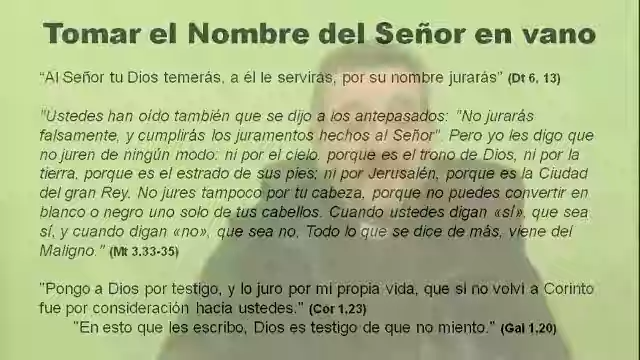 Tomar el Nombre del Señor en vano
“Al Señor tu Dios temerás, a él le servirás, por su nombre jurarás” (Dt 6, 13)
"Ustedes han oído también que se dijo a los antepasados: "No jurarás
falsamente, y cumplirás los juramentos hechos al Señor". Pero yo les digo que
no juren de ningún modo: ni por el cielo. porque es el trono de Dios, ni por la
tierra, porque es el estrado de sus pies; ni por Jerusalén, porque es la Ciudad
del gran Rey. No jures tampoco por tu cabeza, porque no puedes convertir en
blanco o negro uno solo de tus cabellos. Cuando ustedes digan «sí», que sea
sí, y cuando digan «no», que sea no, Todo lo que se dice de más, viene del
Maligno." (Mt 3.33-35)
"Pongo a Dios por testigo, y lo juro por mi propia vida, que si no volví a Corinto
fue por consideración hacia ustedes." (Cor 1,23)
"En esto que les escribo, Dios es testigo de que no miento." (Gal 1,20)